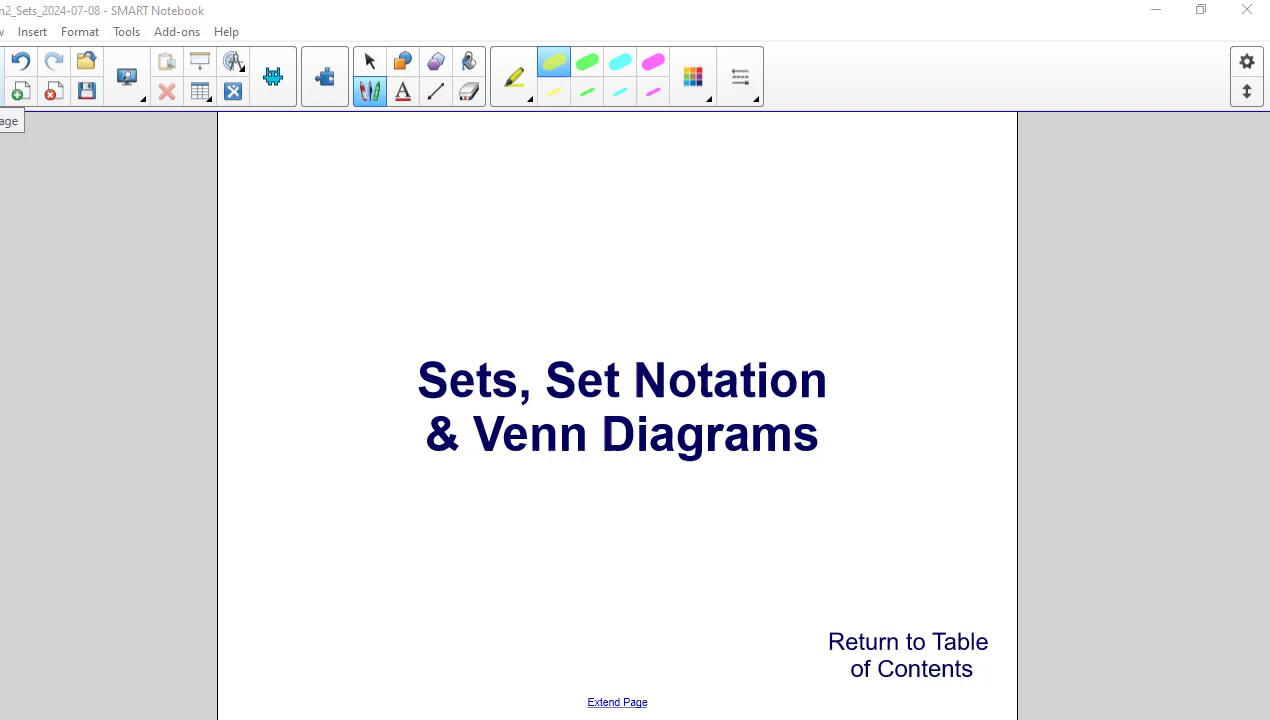 n2_Sets_2024-07-08 - SMART Notebook
Insert Format Tools Add-ons Help
age
Sets, Set Notation
& Venn Diagrams
Return to Table
of Contents
Extend Page